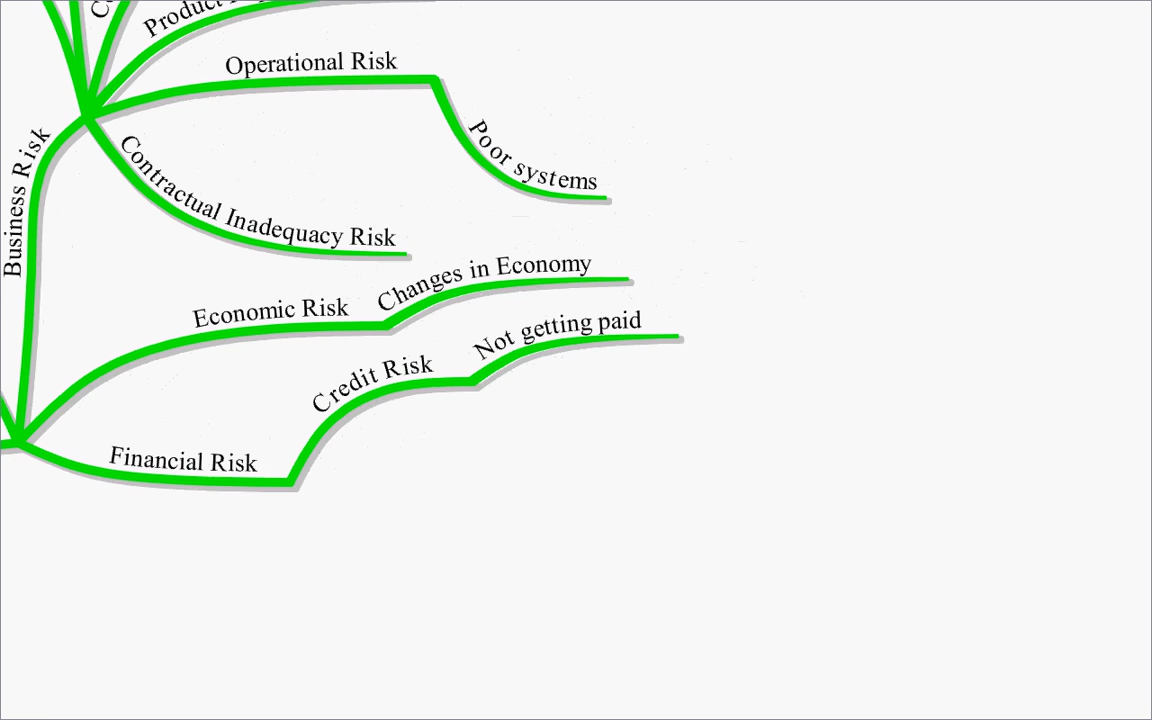 Product
Operational Risk
Poor systems
Business Risk
Contractual Inadequacy Risk
Changes in Economy
Economic Risk
Not getting paid
Credit Risk
Financial Risk